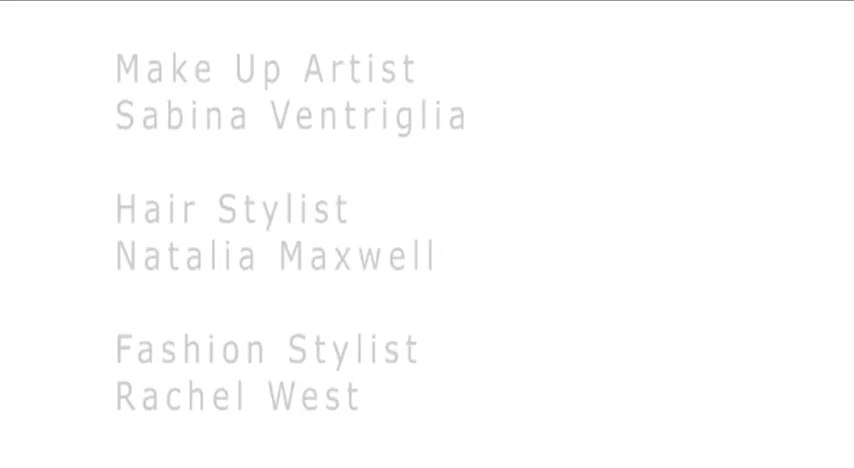 Make Up Artist
Sabina Ventriglia
Hair Stylist
Natalia Maxwell
Fashion Stylist
Rachel West